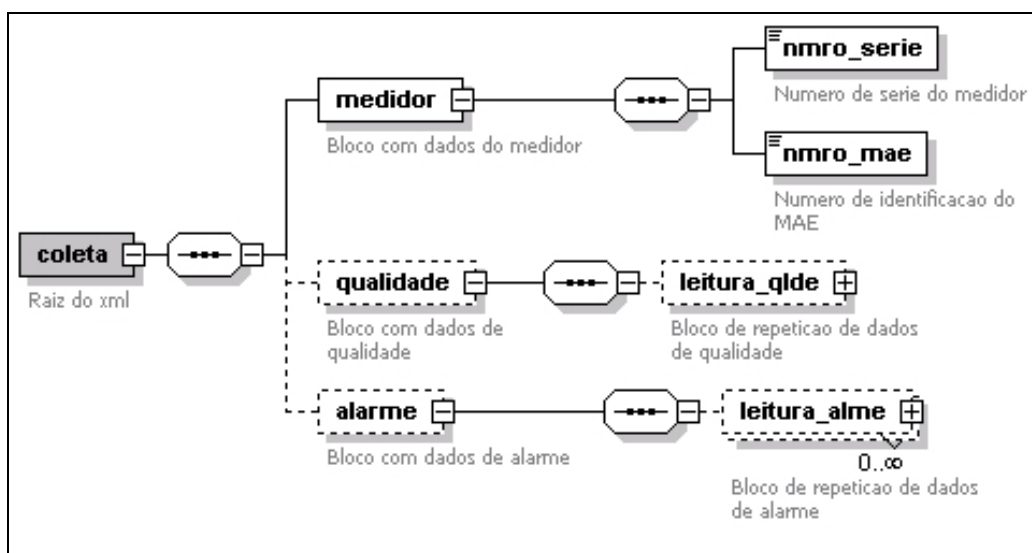 nmro_serie
Numero de serie do medidor
medidor
Bloco com dados do medidor
nmro_mae
Numero de identificacao do
MAE
coleta
Raiz do xml
qualidade
Bloco com dados de
qualidade
leitura_qlde
Bloco de repeticao de dados
de qualidade
alarme
Bloco com dados de alarme
leitura_alme
0..∞
Bloco de repeticao de dados
de alarme